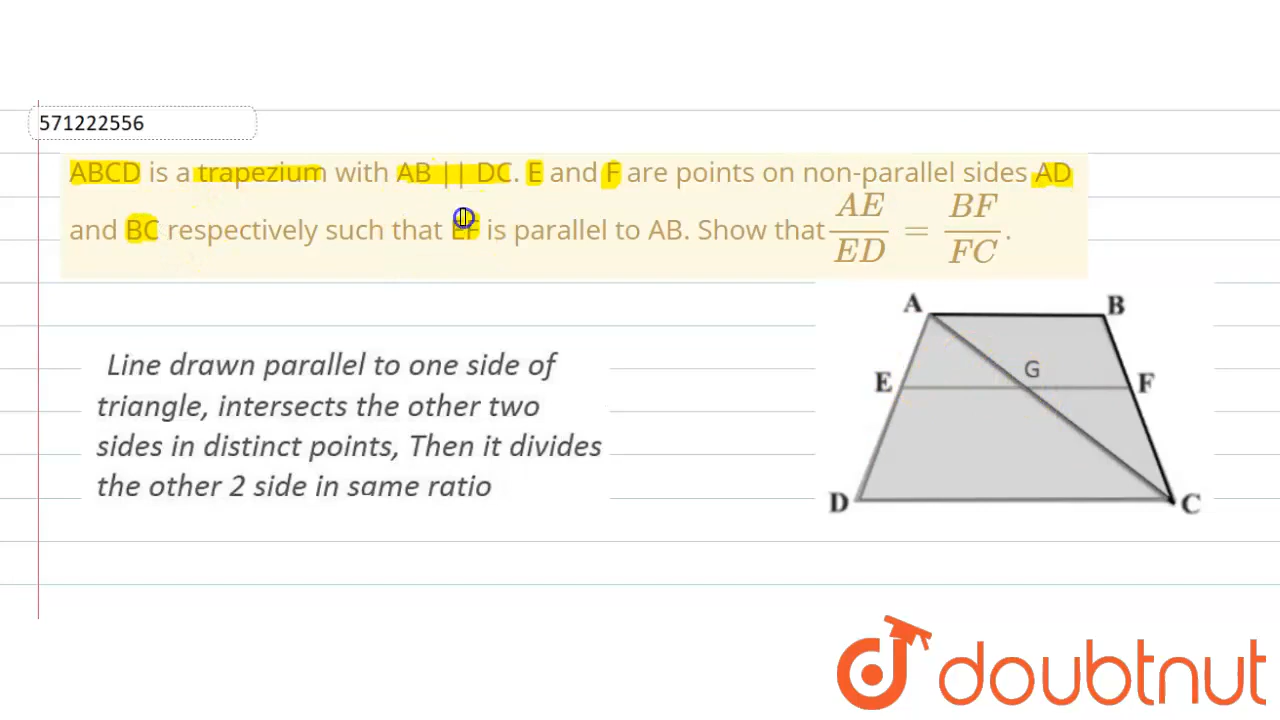 571222556
ABCD is a trapezium with AB || DC. E and F are points on non-parallel sides AD
and BC respectively such that EF is parallel to AB. Show that AE/ED = BF/FC.
Line drawn parallel to one side of
triangle, intersects the other two
sides in distinct points, Then it divides
the other 2 side in same ratio
A B
G
E F
D C
doubtnut